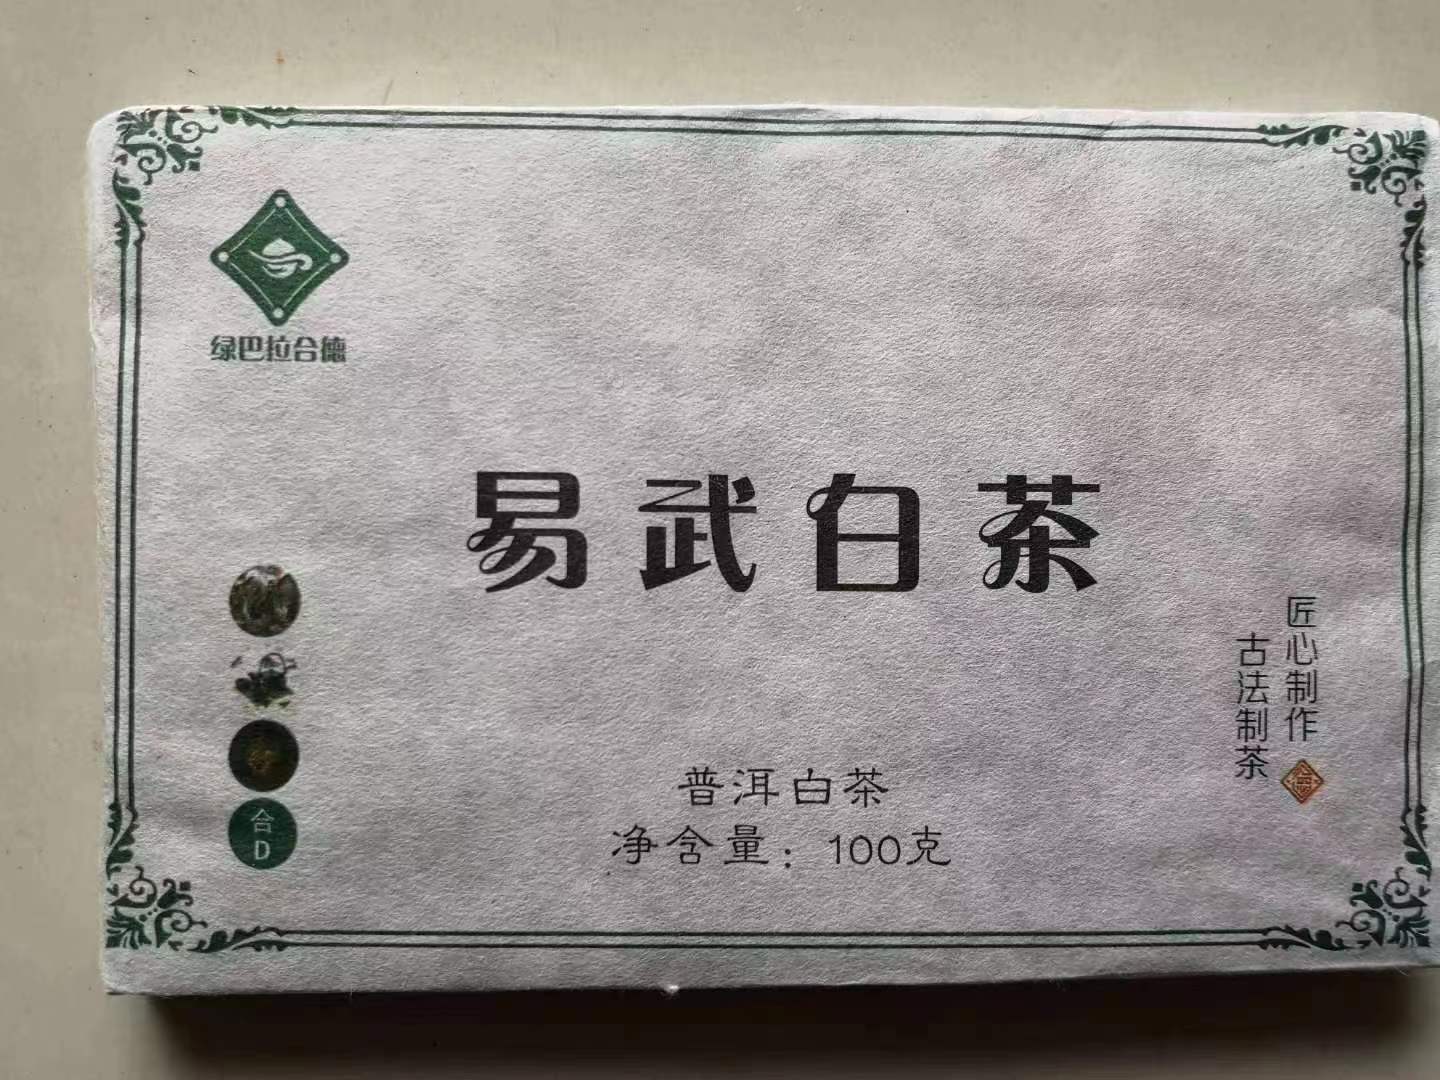 绿巴拉合德
易武白茶
匠心制作
古法制茶
合
D
普洱白茶
净含量：100克